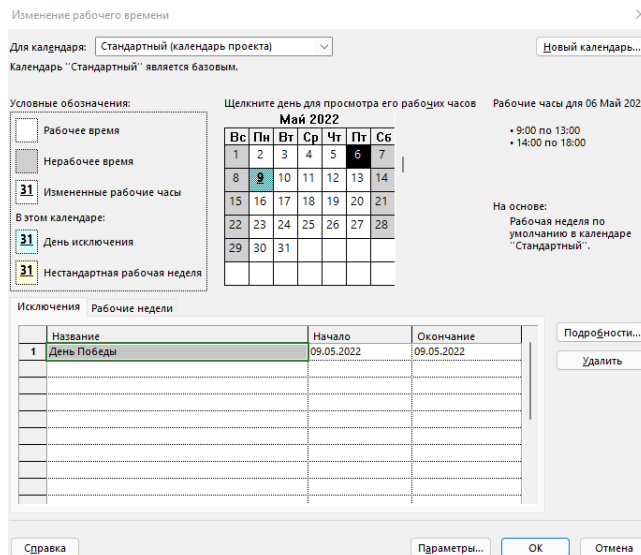 Изменение рабочего времени
Для календаря: Стандартный (календарь проекта) Новый календарь...
Календарь "Стандартный" является базовым.
Условные обозначения: Щелкните день для просмотра его рабочих часов Рабочие часы для 06 Май 202
Май 2022
Вс Пн Вт Ср Чт Пт Сб
1 2 3 4 5 6 7
8 9 10 11 12 13 14
15 16 17 18 19 20 21
22 23 24 25 26 27 28
29 30 31
Рабочее время
Нерабочее время
31 Измененные рабочие часы
В этом календаре:
31 День исключения
31 Нестандартная рабочая неделя
• 9:00 по 13:00
• 14:00 по 18:00
На основе:
Рабочая неделя по
умолчанию в календаре
"Стандартный".
Исключения Рабочие недели
Название Начало Окончание
1 День Победы 09.05.2022 09.05.2022
Подробности...
Удалить
Справка Параметры... ОК Отмена